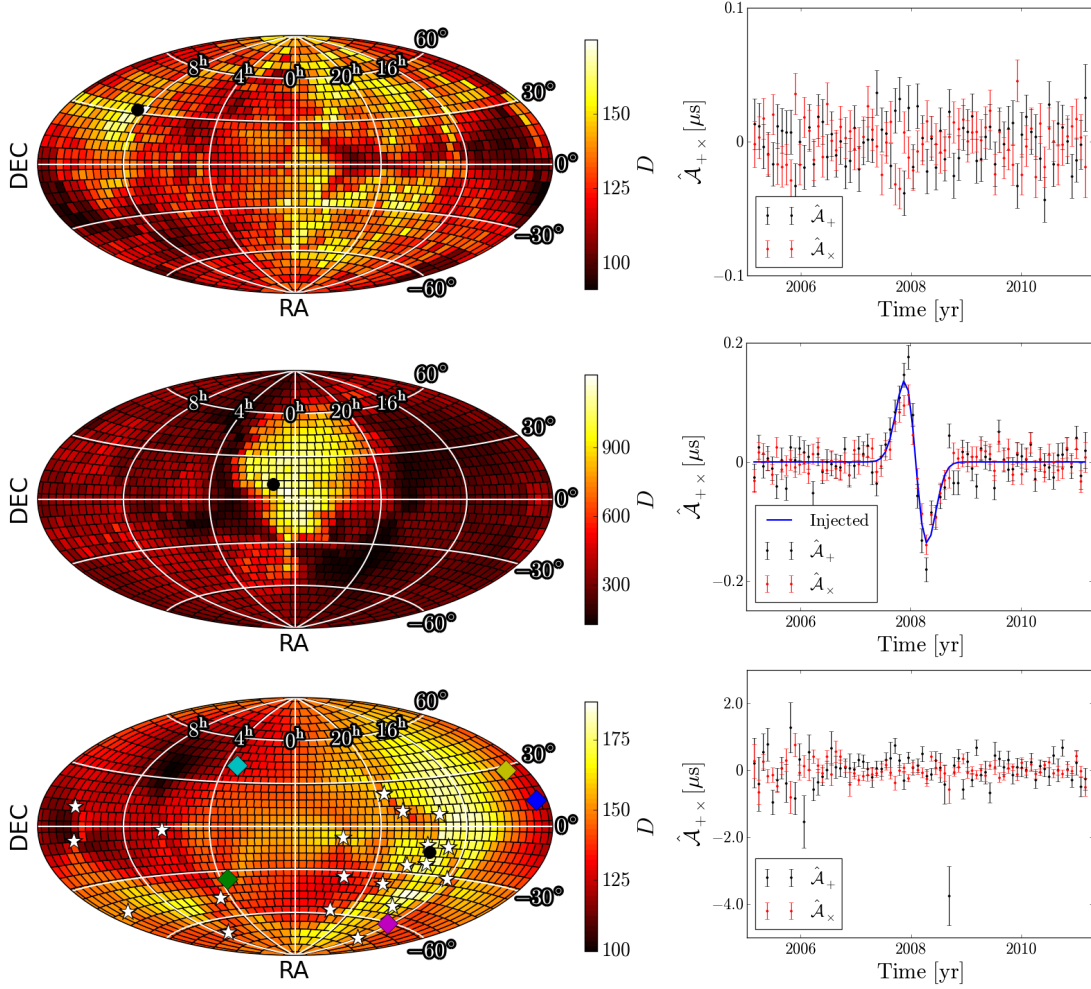 60°
8ʰ 4ʰ 0ʰ 20ʰ 16ʰ
30°
0°
−30°
−60°
DEC
RA
150
125
100
D
0.1
0
−0.1
Â₊ₓ [μs]
Â₊
Âₓ
2006 2008 2010
Time [yr]
60°
4ʰ 0ʰ 20ʰ
30°
0°
−30°
−60°
DEC
RA
900
600
300
D
0.2
0
−0.2
Â₊ₓ [μs]
Injected
Â₊
Âₓ
2006 2008 2010
Time [yr]
60°
8ʰ 4ʰ 0ʰ 20ʰ 16ʰ
30°
0°
−30°
−60°
DEC
RA
175
150
125
100
D
2.0
0
−2.0
−4.0
Â₊ₓ [μs]
Â₊
Âₓ
2006 2008 2010
Time [yr]